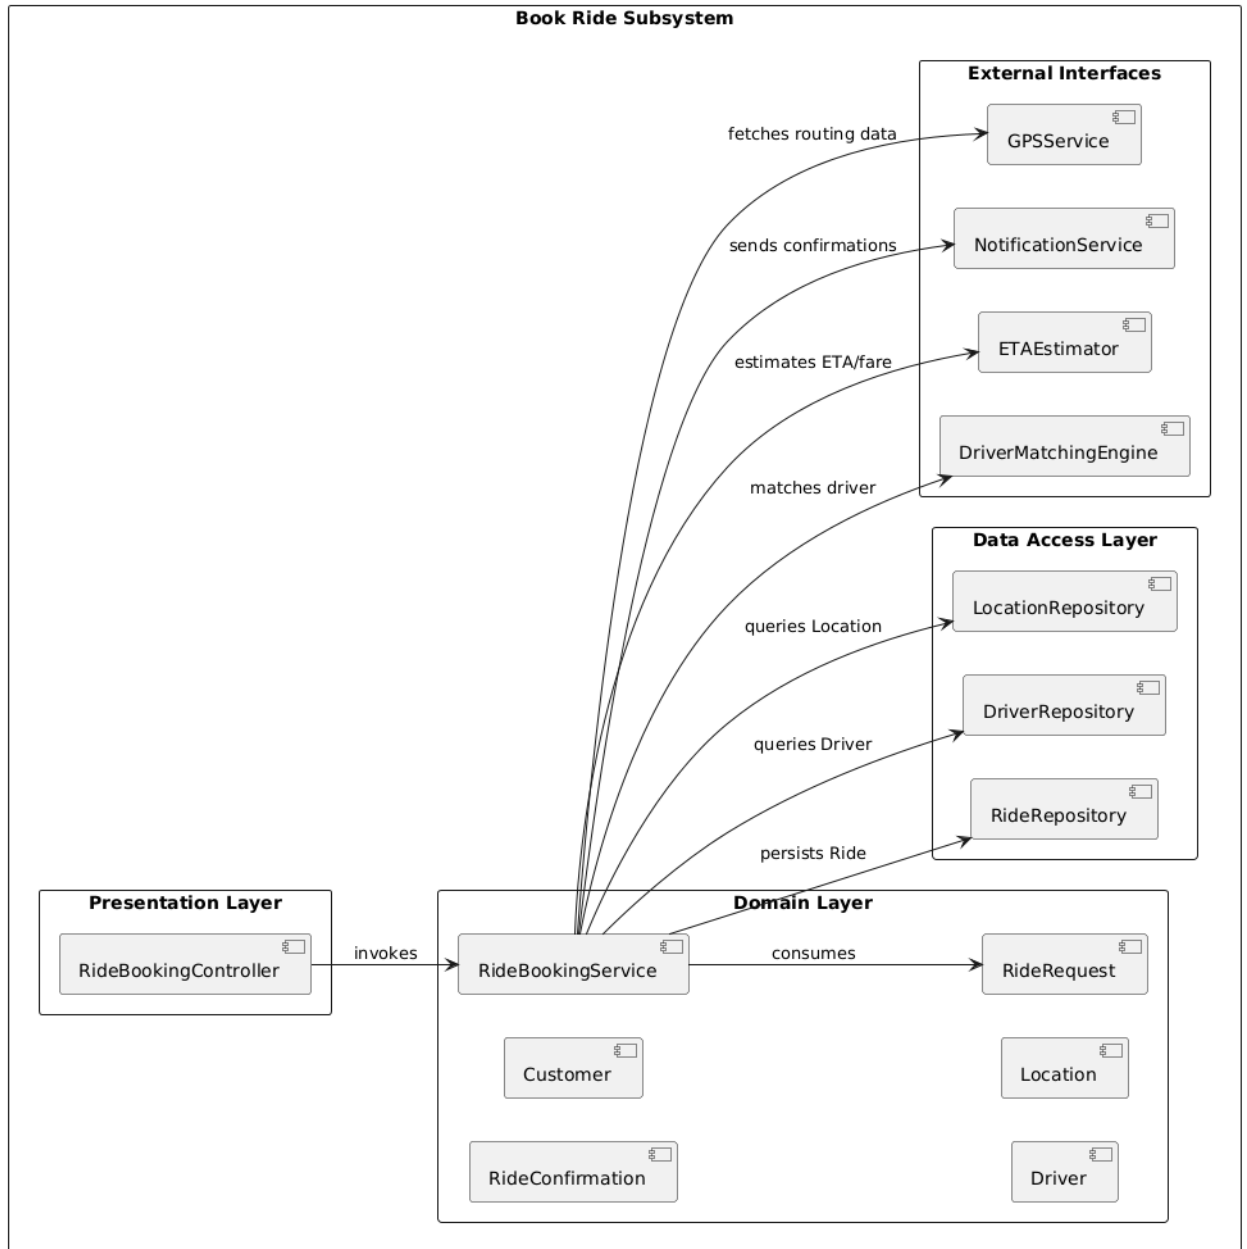 Book Ride Subsystem
External Interfaces
fetches routing data
GPSService
sends confirmations
NotificationService
estimates ETA/fare
ETAEstimator
matches driver
DriverMatchingEngine
Data Access Layer
queries Location
LocationRepository
queries Driver
DriverRepository
persists Ride
RideRepository
Presentation Layer
Domain Layer
RideBookingController
invokes
RideBookingService
consumes
RideRequest
Customer
Location
RideConfirmation
Driver